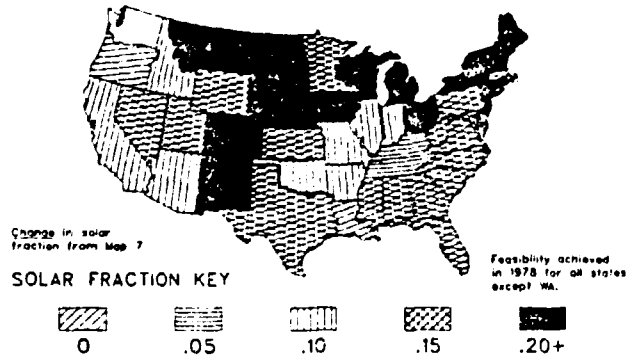 Change in solar
fraction from Map 7
Feasibility achieved
in 1978 for all states
except WA.
SOLAR FRACTION KEY
0 .05 .10 .15 .20+